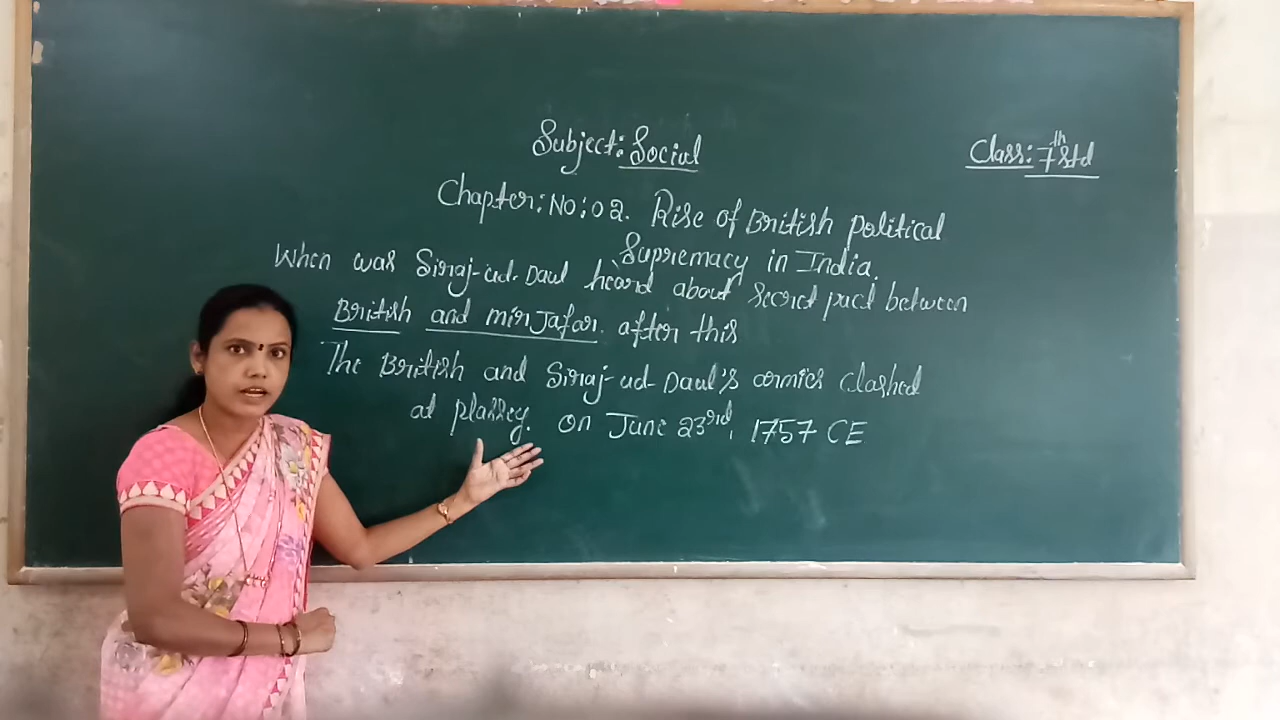 Subject: Social
Class: 7th Std
Chapter: No: 02. Rise of British Political
Supremacy in India.
When was Siraj-ud-Daul heard about Secret pact between
British and mir Jafar. after this
The British and Siraj-ud-Daul's armies clashed
at plassey. on June 23rd, 1757 CE